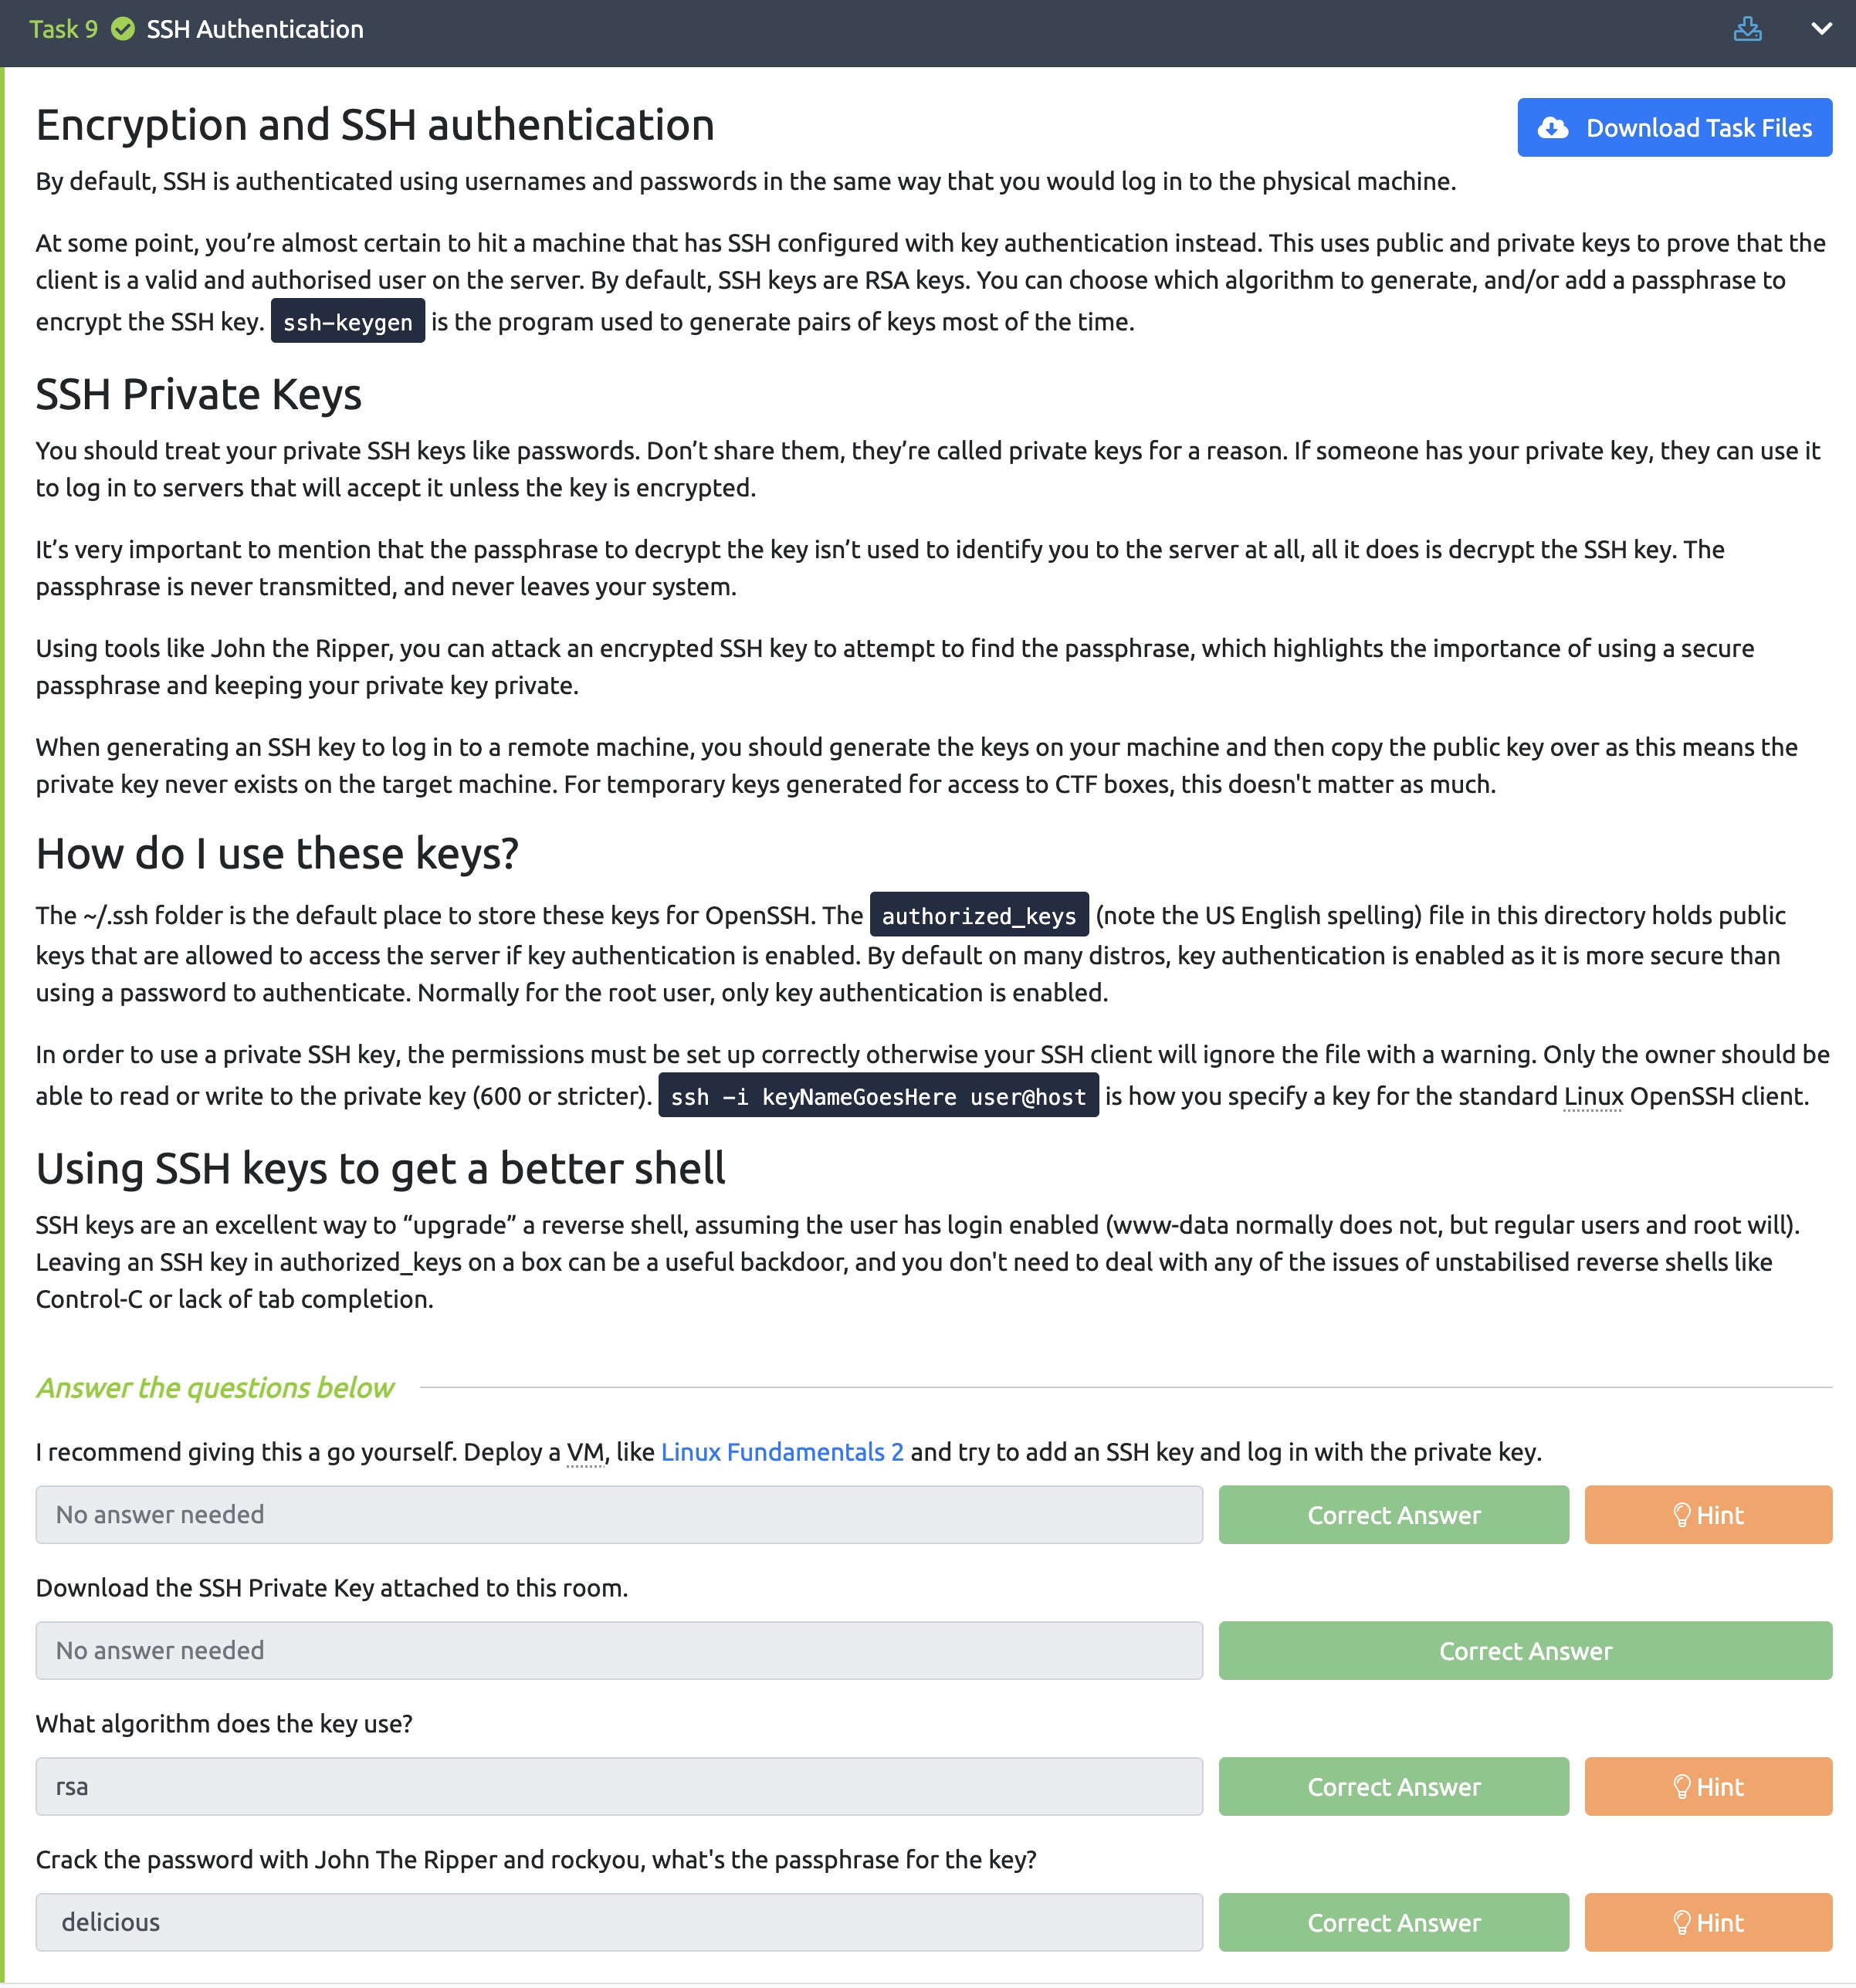 Task 9 SSH Authentication
Encryption and SSH authentication
Download Task Files
By default, SSH is authenticated using usernames and passwords in the same way that you would log in to the physical machine.
At some point, you’re almost certain to hit a machine that has SSH configured with key authentication instead. This uses public and private keys to prove that the
client is a valid and authorised user on the server. By default, SSH keys are RSA keys. You can choose which algorithm to generate, and/or add a passphrase to
encrypt the SSH key. ssh-keygen is the program used to generate pairs of keys most of the time.
SSH Private Keys
You should treat your private SSH keys like passwords. Don’t share them, they’re called private keys for a reason. If someone has your private key, they can use it
to log in to servers that will accept it unless the key is encrypted.
It’s very important to mention that the passphrase to decrypt the key isn’t used to identify you to the server at all, all it does is decrypt the SSH key. The
passphrase is never transmitted, and never leaves your system.
Using tools like John the Ripper, you can attack an encrypted SSH key to attempt to find the passphrase, which highlights the importance of using a secure
passphrase and keeping your private key private.
When generating an SSH key to log in to a remote machine, you should generate the keys on your machine and then copy the public key over as this means the
private key never exists on the target machine. For temporary keys generated for access to CTF boxes, this doesn't matter as much.
How do I use these keys?
The ~/.ssh folder is the default place to store these keys for OpenSSH. The authorized_keys (note the US English spelling) file in this directory holds public
keys that are allowed to access the server if key authentication is enabled. By default on many distros, key authentication is enabled as it is more secure than
using a password to authenticate. Normally for the root user, only key authentication is enabled.
In order to use a private SSH key, the permissions must be set up correctly otherwise your SSH client will ignore the file with a warning. Only the owner should be
able to read or write to the private key (600 or stricter). ssh -i keyNameGoesHere user@host is how you specify a key for the standard Linux OpenSSH client.
Using SSH keys to get a better shell
SSH keys are an excellent way to “upgrade” a reverse shell, assuming the user has login enabled (www-data normally does not, but regular users and root will).
Leaving an SSH key in authorized_keys on a box can be a useful backdoor, and you don't need to deal with any of the issues of unstabilised reverse shells like
Control-C or lack of tab completion.
Answer the questions below
I recommend giving this a go yourself. Deploy a VM, like Linux Fundamentals 2 and try to add an SSH key and log in with the private key.
No answer needed Correct Answer Hint
Download the SSH Private Key attached to this room.
No answer needed Correct Answer
What algorithm does the key use?
rsa Correct Answer Hint
Crack the password with John The Ripper and rockyou, what's the passphrase for the key?
delicious Correct Answer Hint